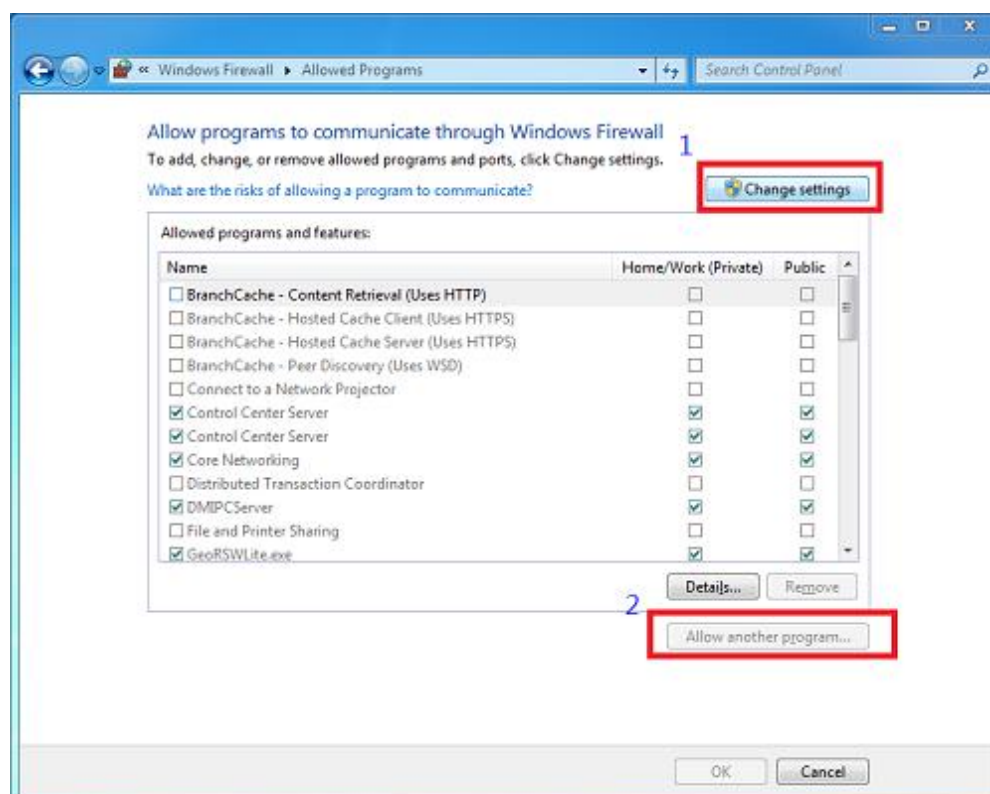 « Windows Firewall ▸ Allowed Programs
Search Control Panel
Allow programs to communicate through Windows Firewall
1
To add, change, or remove allowed programs and ports, click Change settings.
What are the risks of allowing a program to communicate?
Change settings
Allowed programs and features:
Name Home/Work (Private) Public
BranchCache - Content Retrieval (Uses HTTP)
BranchCache - Hosted Cache Client (Uses HTTPS)
BranchCache - Hosted Cache Server (Uses HTTPS)
BranchCache - Peer Discovery (Uses WSD)
Connect to a Network Projector
Control Center Server
Control Center Server
Core Networking
Distributed Transaction Coordinator
DMIPCServer
File and Printer Sharing
GeoRSWLite.exe
Details... Remove
2
Allow another program...
OK Cancel